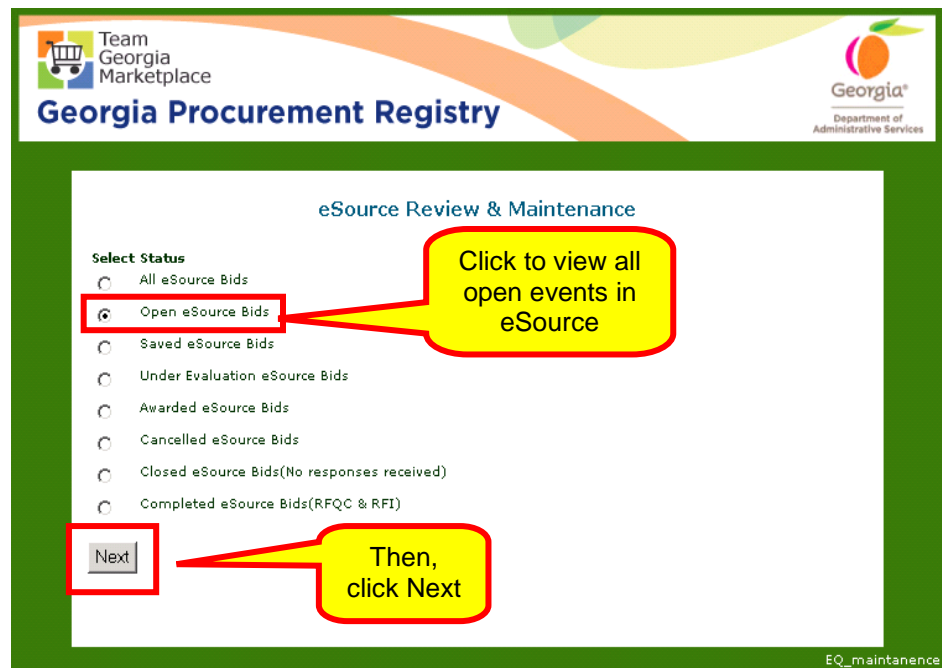 Team
Georgia
Marketplace
Georgia Procurement Registry
Georgia®
Department of
Administrative Services
eSource Review & Maintenance
Select Status
All eSource Bids
Open eSource Bids
Saved eSource Bids
Under Evaluation eSource Bids
Awarded eSource Bids
Cancelled eSource Bids
Closed eSource Bids(No responses received)
Completed eSource Bids(RFQC & RFI)
Click to view all
open events in
eSource
Next
Then,
click Next
EQ_maintanence